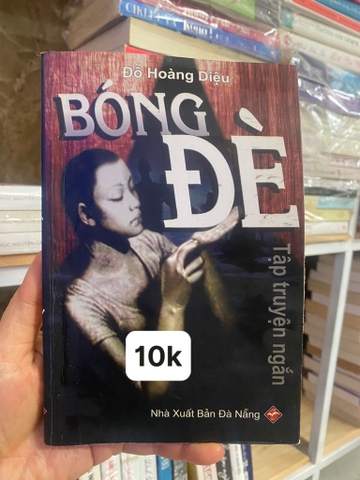 Đỗ Hoàng Diệu
BÓNG
ĐÈ
Tập truyện ngắn
10k
Nhà Xuất Bản Đà Nẵng